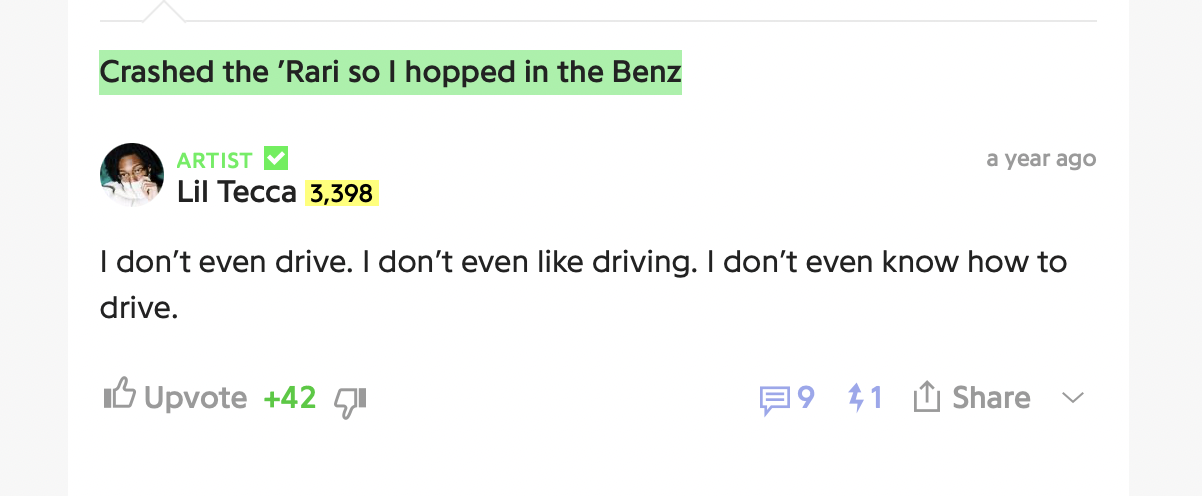 Crashed the ’Rari so I hopped in the Benz
ARTIST
a year ago
Lil Tecca 3,398
I don’t even drive. I don’t even like driving. I don’t even know how to
drive.
Upvote +42 9 1 Share